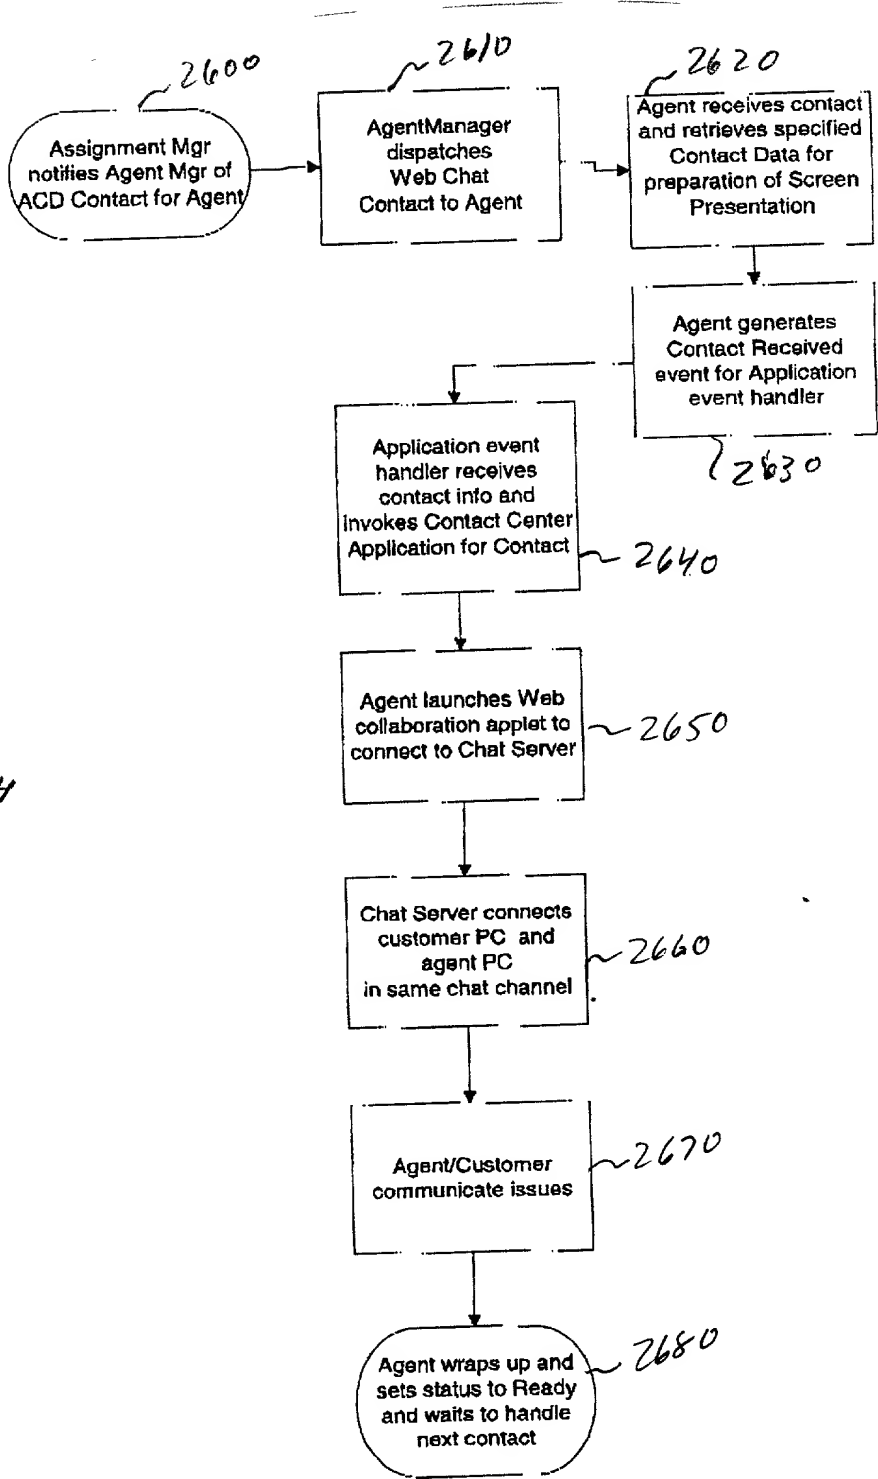 2600
Assignment Mgr
notifies Agent Mgr of
ACD Contact for Agent
2610
AgentManager
dispatches
Web Chat
Contact to Agent
2620
Agent receives contact
and retrieves specified
Contact Data for
preparation of Screen
Presentation
Agent generates
Contact Received
event for Application
event handler
2630
Application event
handler receives
contact info and
invokes Contact Center
Application for Contact
2640
Agent launches Web
collaboration applet to
connect to Chat Server
2650
Chat Server connects
customer PC and
agent PC
in same chat channel
2660
Agent/Customer
communicate issues
2670
Agent wraps up and
sets status to Ready
and waits to handle
next contact
2680